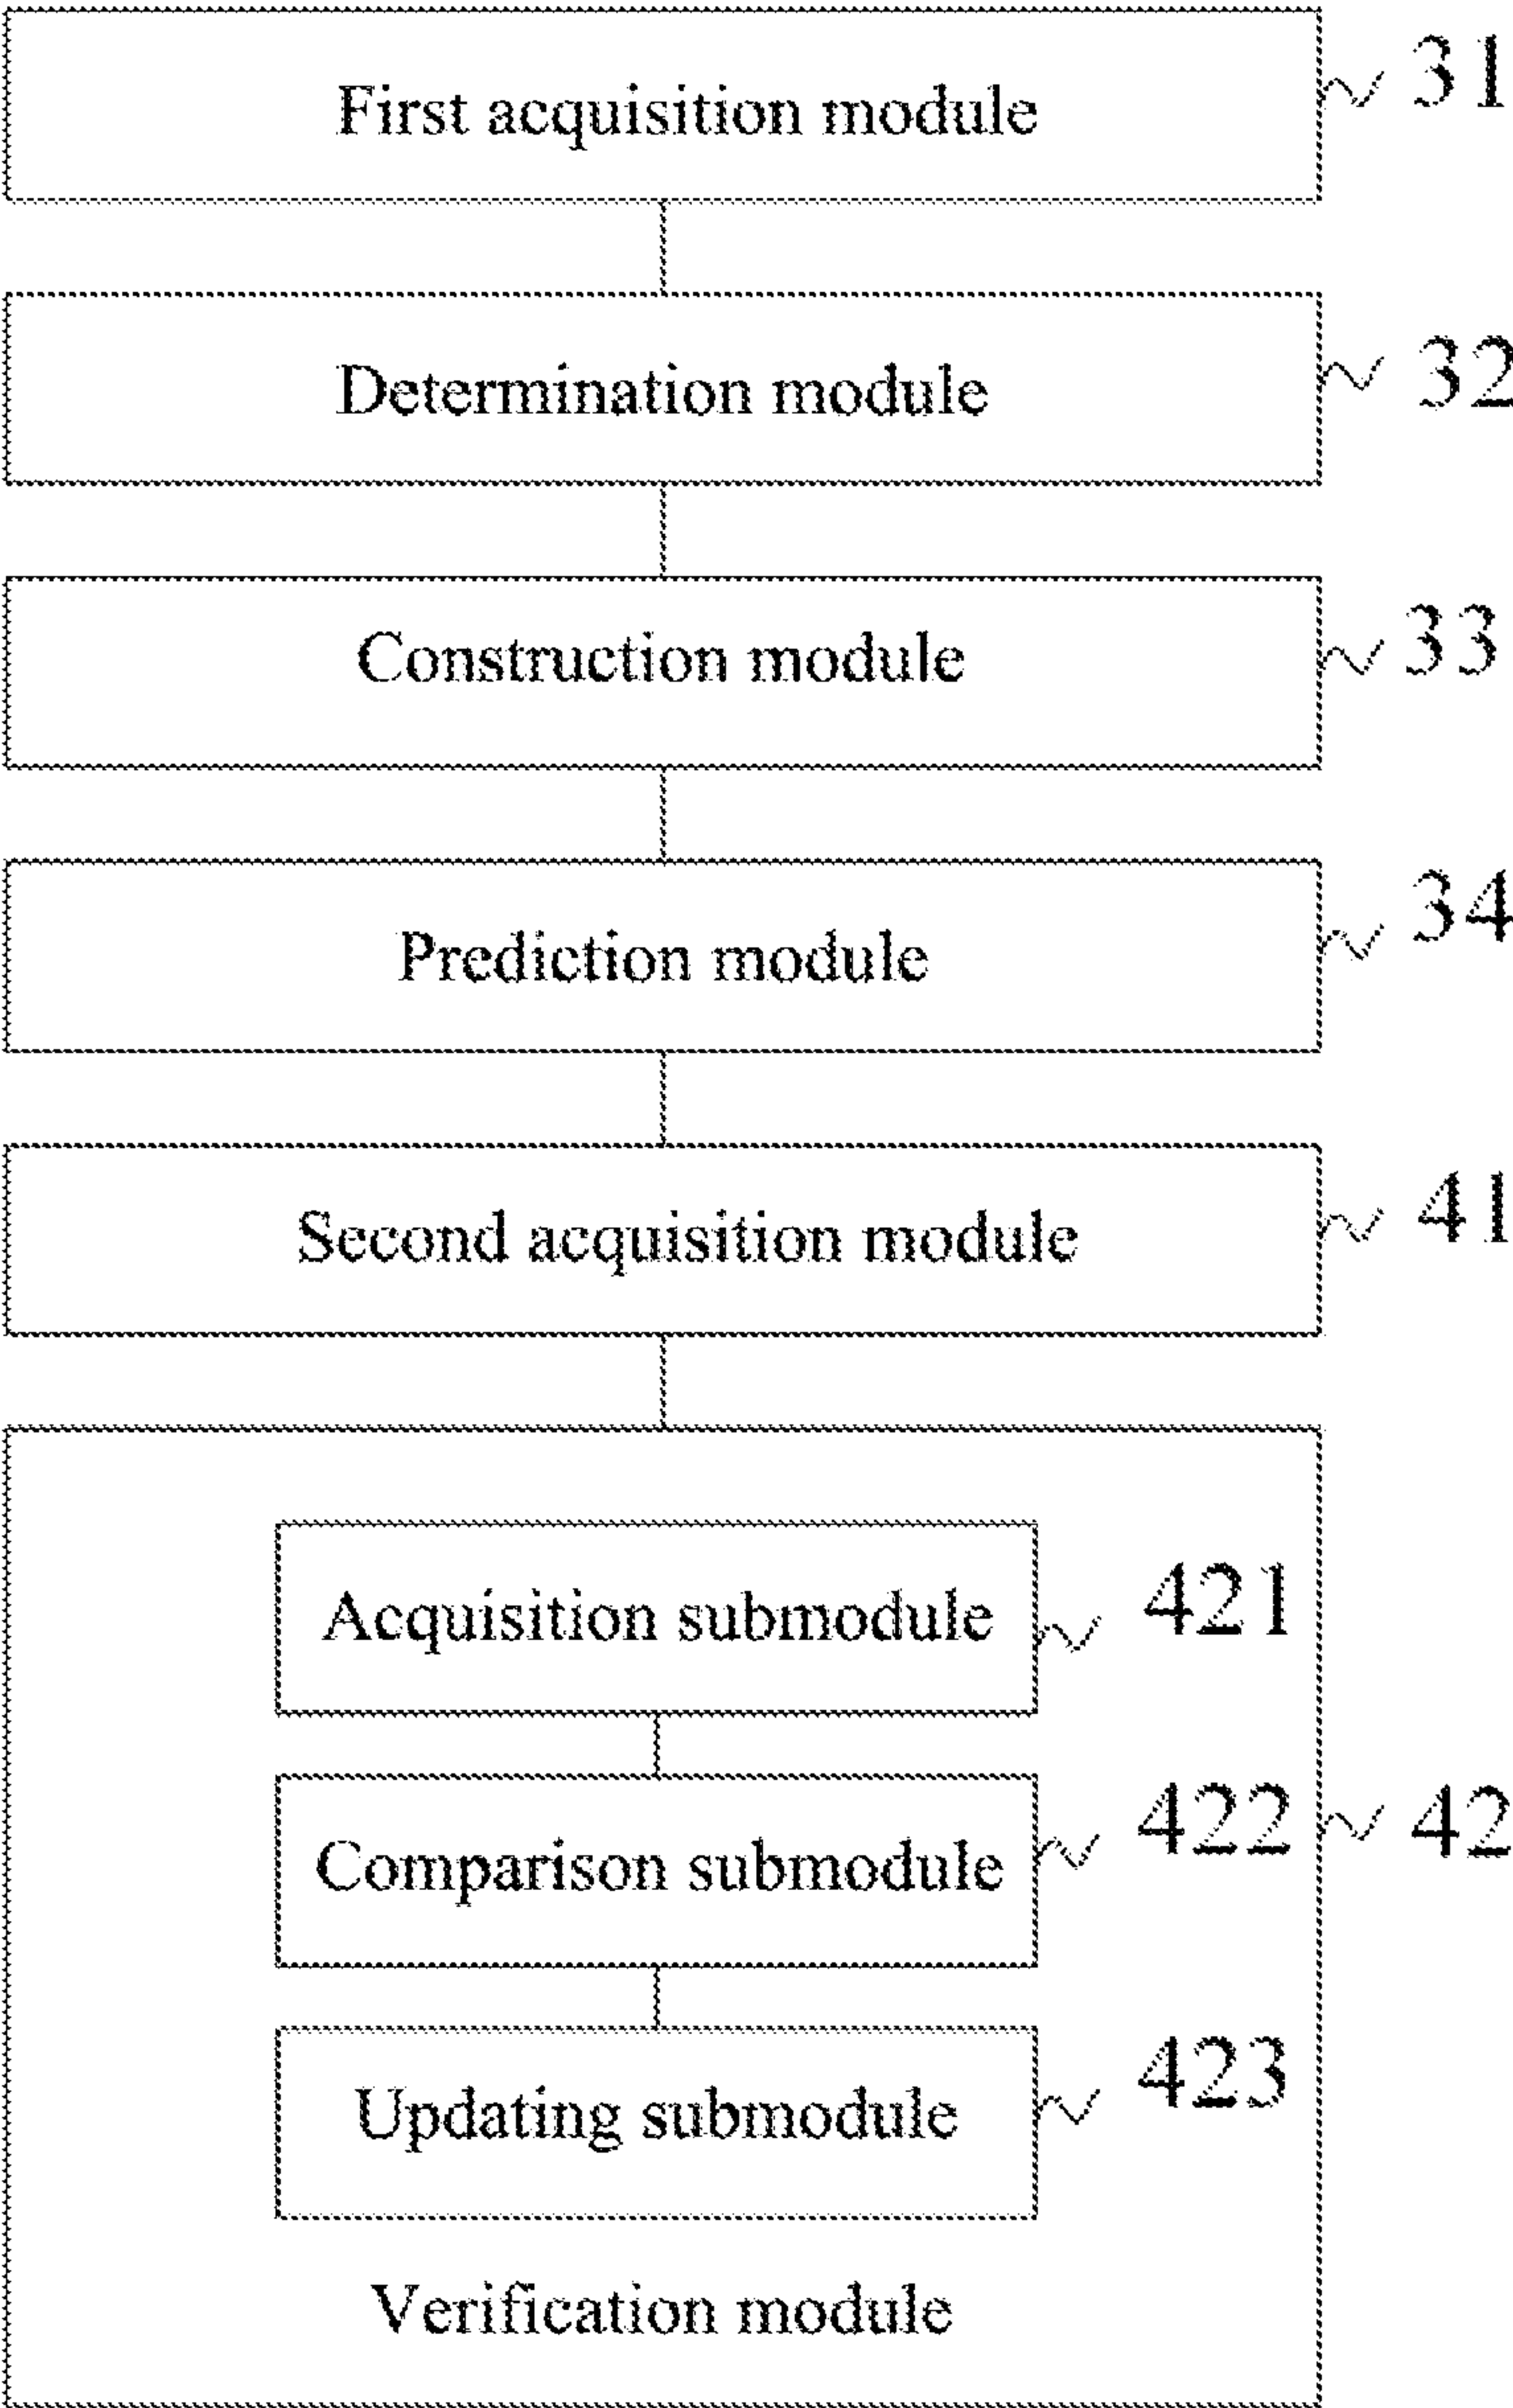 First acquisition module 31
Determination module 32
Construction module 33
Prediction module 34
Second acquisition module 41
Acquisition submodule 421
Comparison submodule 422 42
Updating submodule 423
Verification module